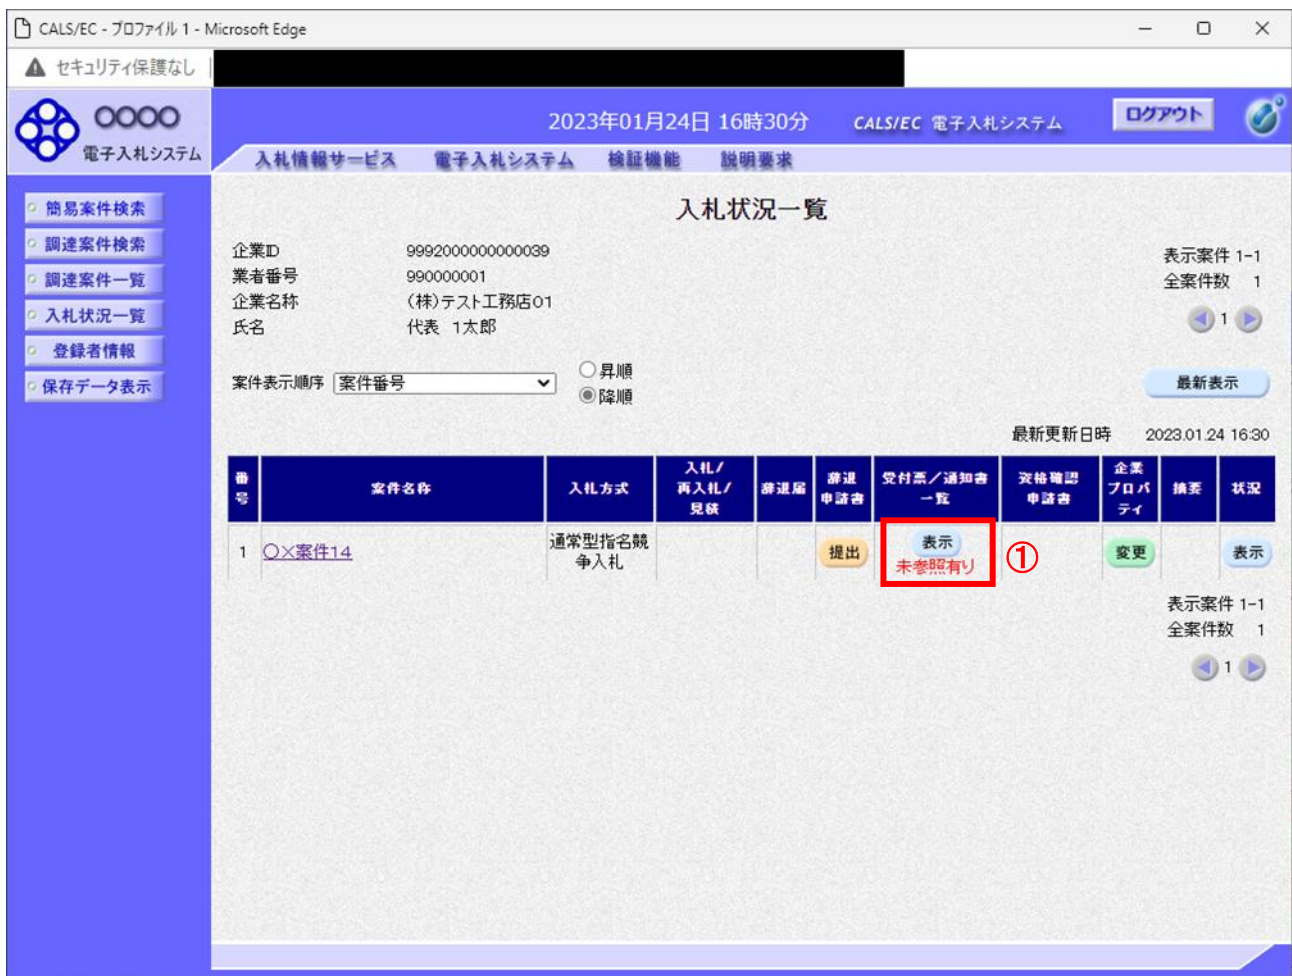 CALS/EC - プロファイル 1 - Microsoft Edge
セキュリティ保護なし
OOOO
電子入札システム
2023年01月24日 16時30分
CALS/EC 電子入札システム
ログアウト
入札情報サービス 電子入札システム 検証機能 説明要求
簡易案件検索
調達案件検索
調達案件一覧
入札状況一覧
登録者情報
保存データ表示
入札状況一覧
企業ID 9992000000000039
業者番号 990000001
企業名称 (株)テスト工務店01
氏名 代表 1太郎
表示案件 1-1
全案件数 1
1
案件表示順序 案件番号
昇順
降順
最新表示
最新更新日時 2023.01.24 16:30
番号 案件名称 入札方式 入札/再入札/見積 辞退届 辞退申請書 受付票/通知書一覧 資格確認申請書 企業プロパティ 摘要 状況
1 ○×案件14 通常型指名競争入札 提出 表示 未参照有り 変更 表示
①
表示案件 1-1
全案件数 1
1